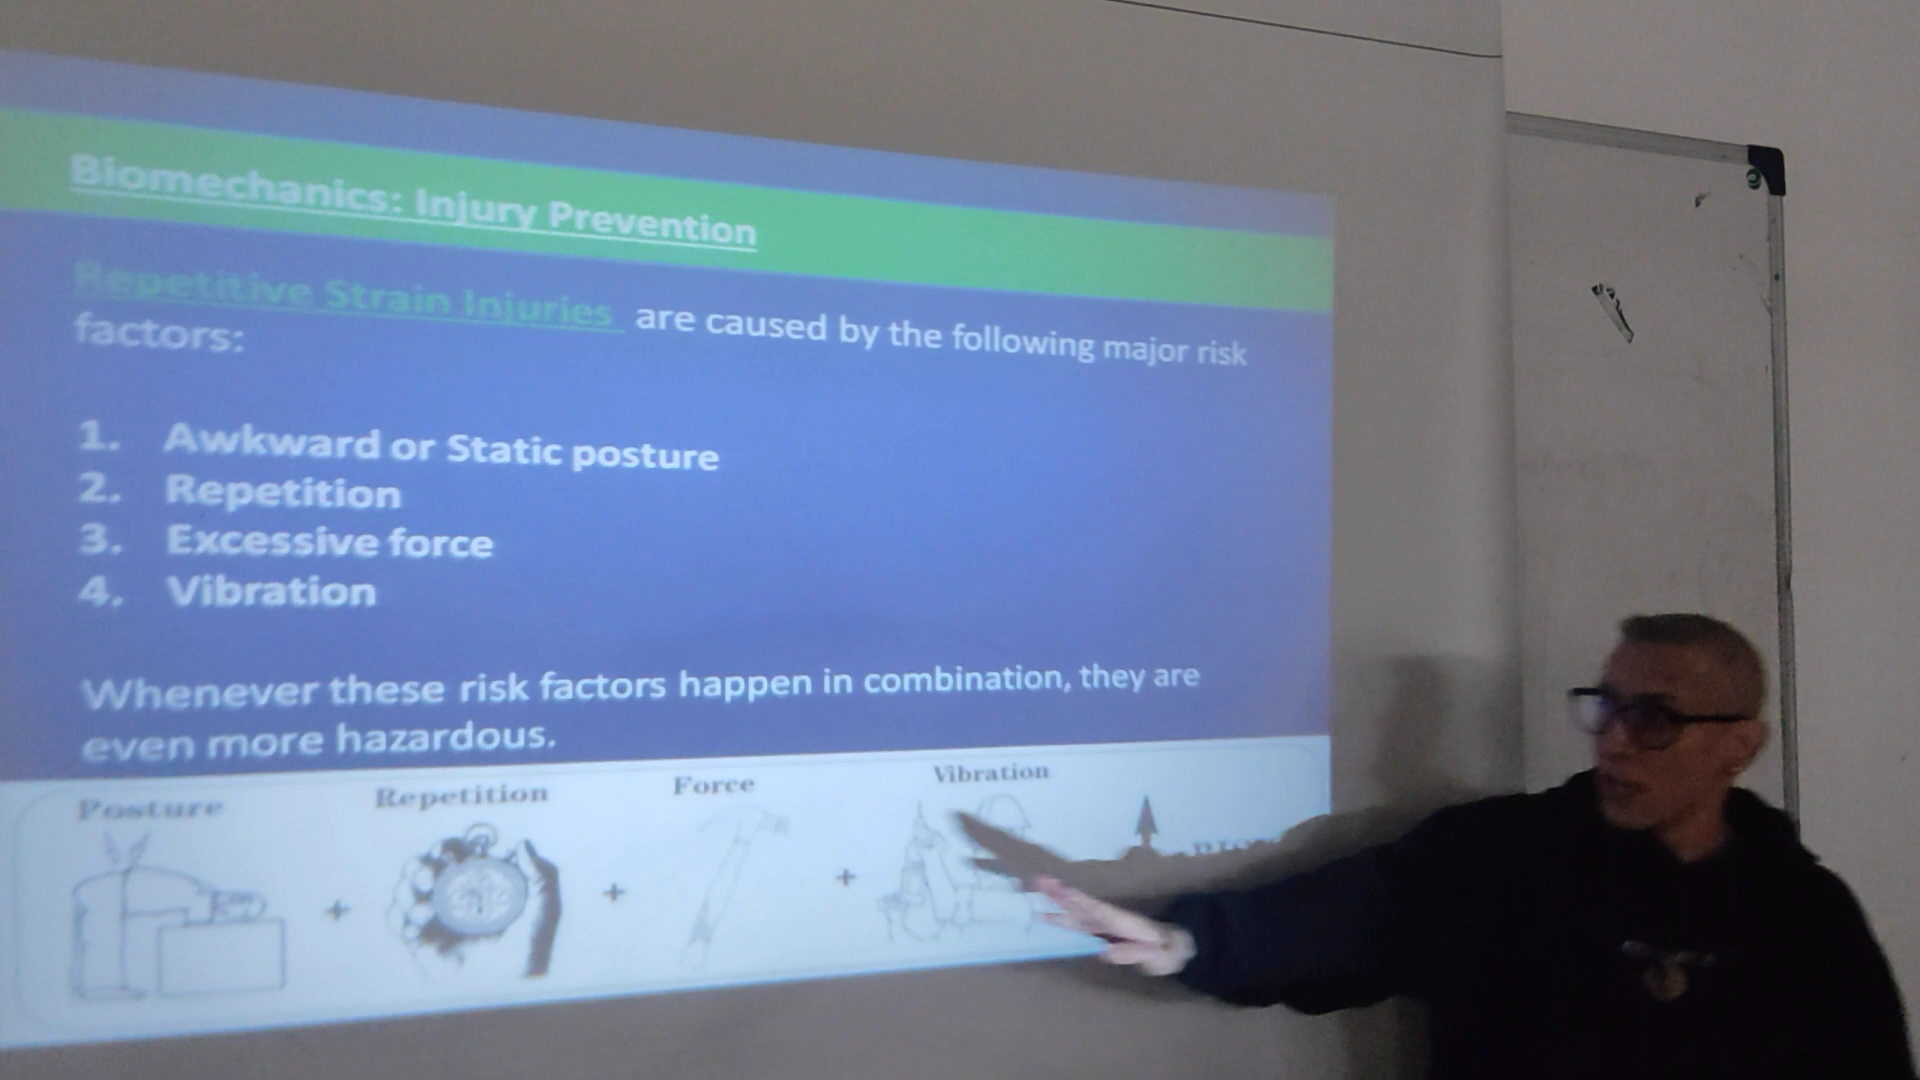 Biomechanics: Injury Prevention
Repetitive Strain Injuries are caused by the following major risk
factors:
1. Awkward or Static posture
2. Repetition
3. Excessive force
4. Vibration
Whenever these risk factors happen in combination, they are
even more hazardous.
Posture + Repetition + Force + Vibration